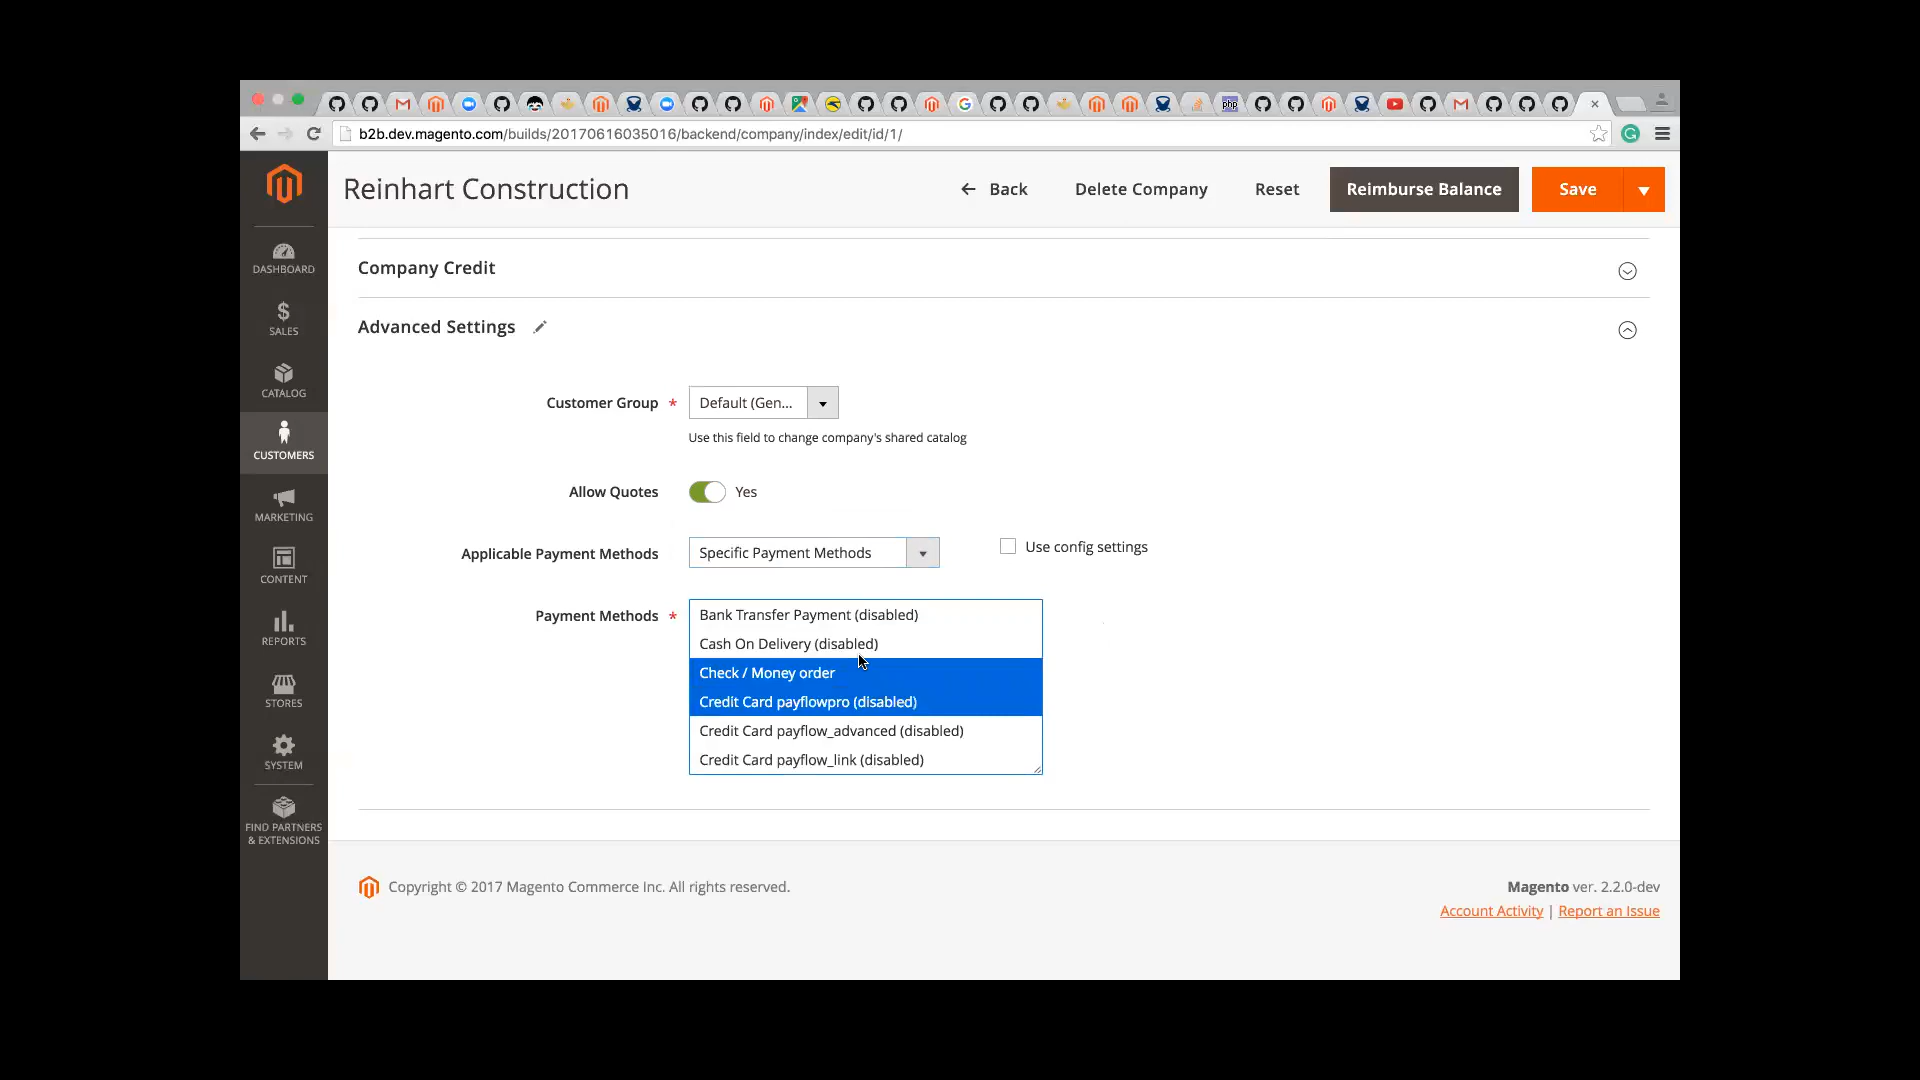 b2b.dev.magento.com/builds/20170616035016/backend/company/index/edit/id/1/
Reinhart Construction
Back
Delete Company
Reset
Reimburse Balance
Save
DASHBOARD
SALES
CATALOG
CUSTOMERS
MARKETING
CONTENT
REPORTS
STORES
SYSTEM
FIND PARTNERS
& EXTENSIONS
Company Credit
Advanced Settings
Customer Group *
Default (Gen...
Use this field to change company's shared catalog
Allow Quotes
Yes
Applicable Payment Methods
Specific Payment Methods
Use config settings
Payment Methods *
Bank Transfer Payment (disabled)
Cash On Delivery (disabled)
Check / Money order
Credit Card payflowpro (disabled)
Credit Card payflow_advanced (disabled)
Credit Card payflow_link (disabled)
Copyright © 2017 Magento Commerce Inc. All rights reserved.
Magento ver. 2.2.0-dev
Account Activity | Report an Issue